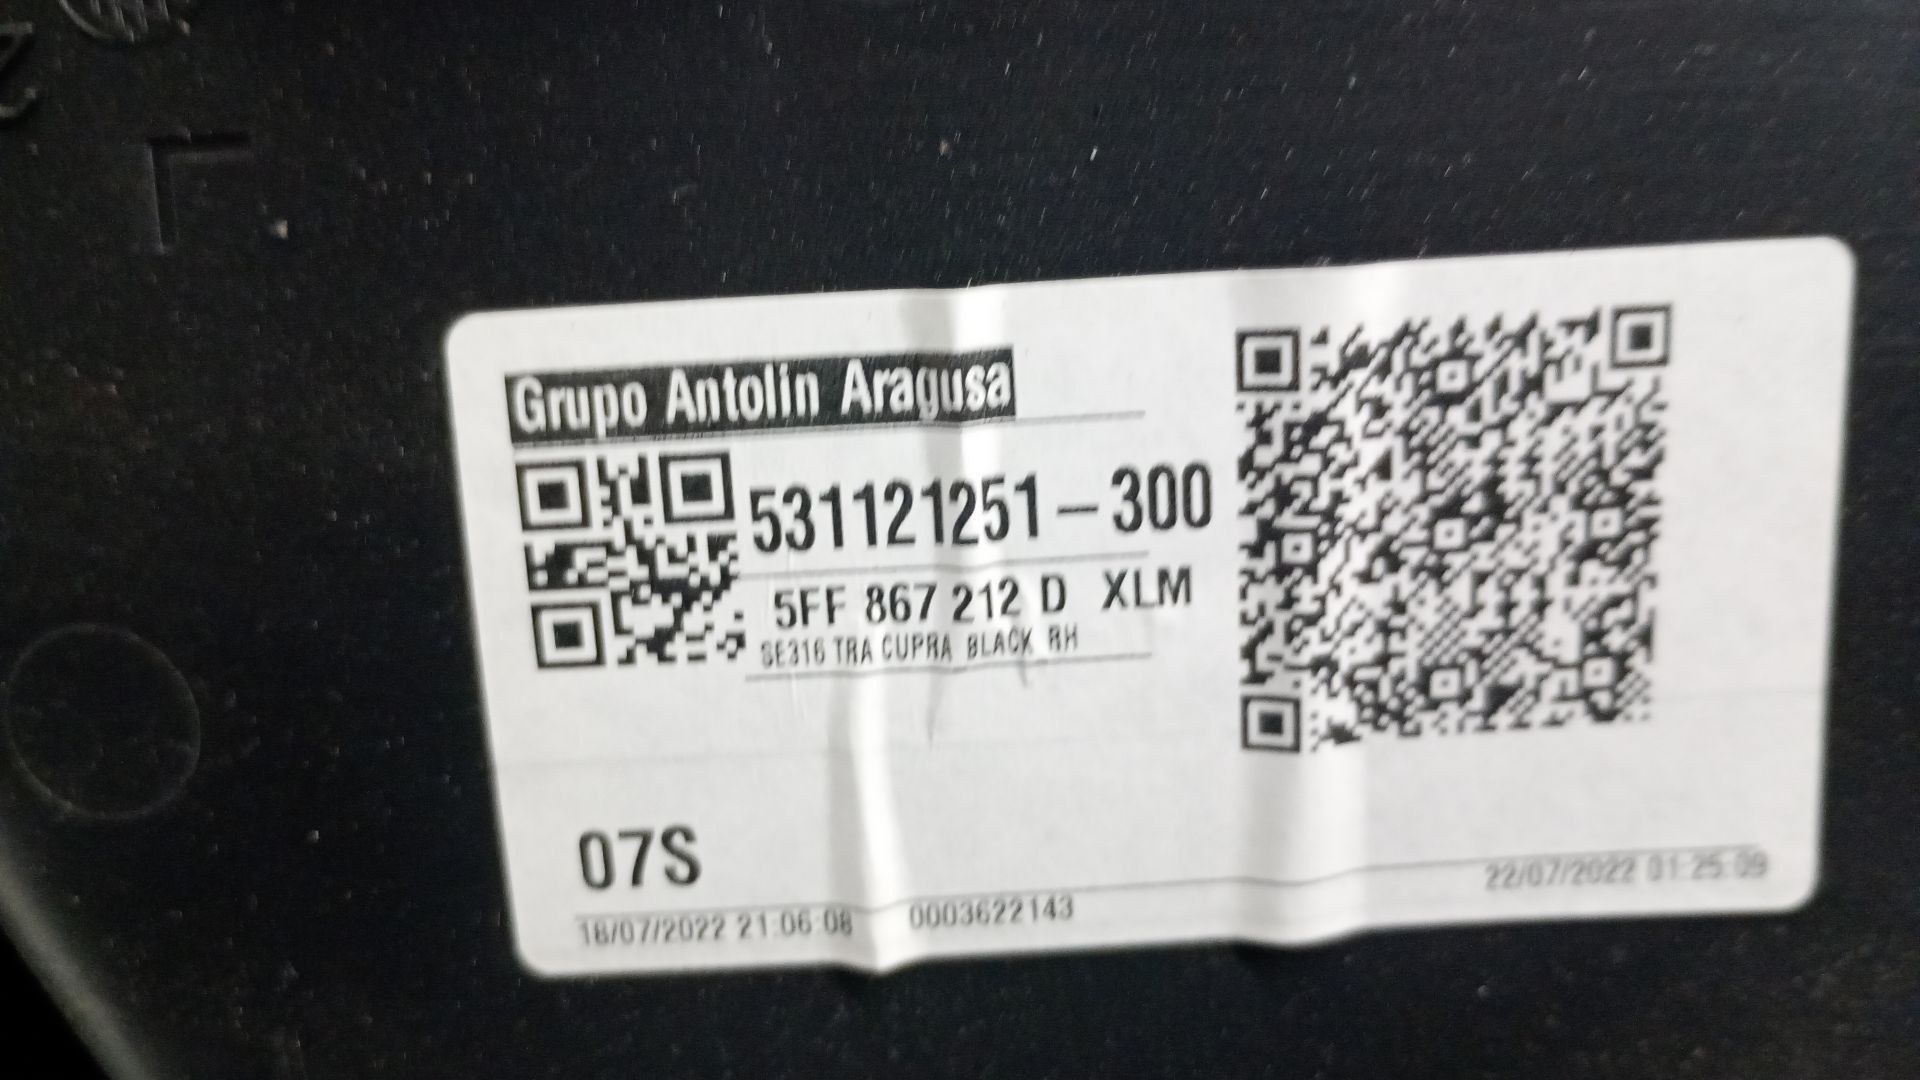 Grupo Antolin Aragusa
531121251-300
5FF 867 212 D XLM
SE316 TRA CUPRA BLACK RH
07S
22/07/2022 01:25:09
18/07/2022 21:06:08 0003622143